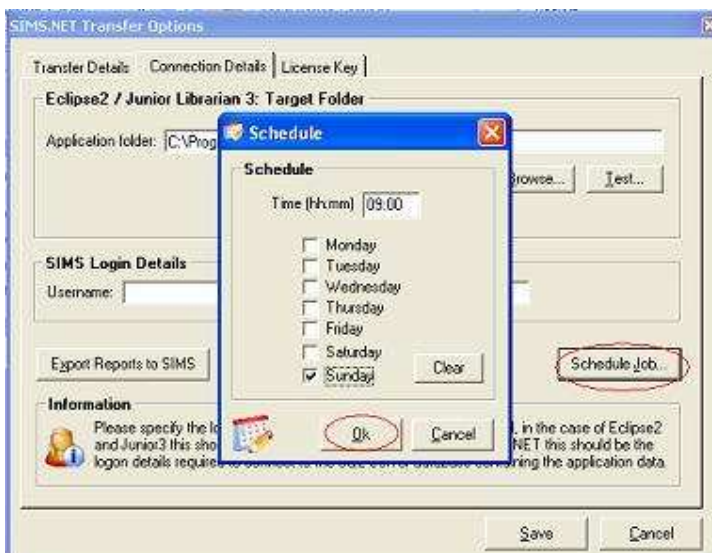 SIMS.NET Transfer Options
Transfer Details Connection Details License Key
Eclipse2 / Junior Librarian 3: Target Folder
Application folder: C:\Prog
Browse... Test...
SIMS Login Details
Username:
Export Reports to SIMS
Schedule Job...
Information
Please specify the in the case of Eclipse2
and Junior3 this NET this should be the
logon details the application data
Save Cancel
Schedule
Schedule
Time (hh:mm) 09:00
Monday
Tuesday
Wednesday
Thursday
Friday
Saturday
Sunday
Clear
Ok Cancel